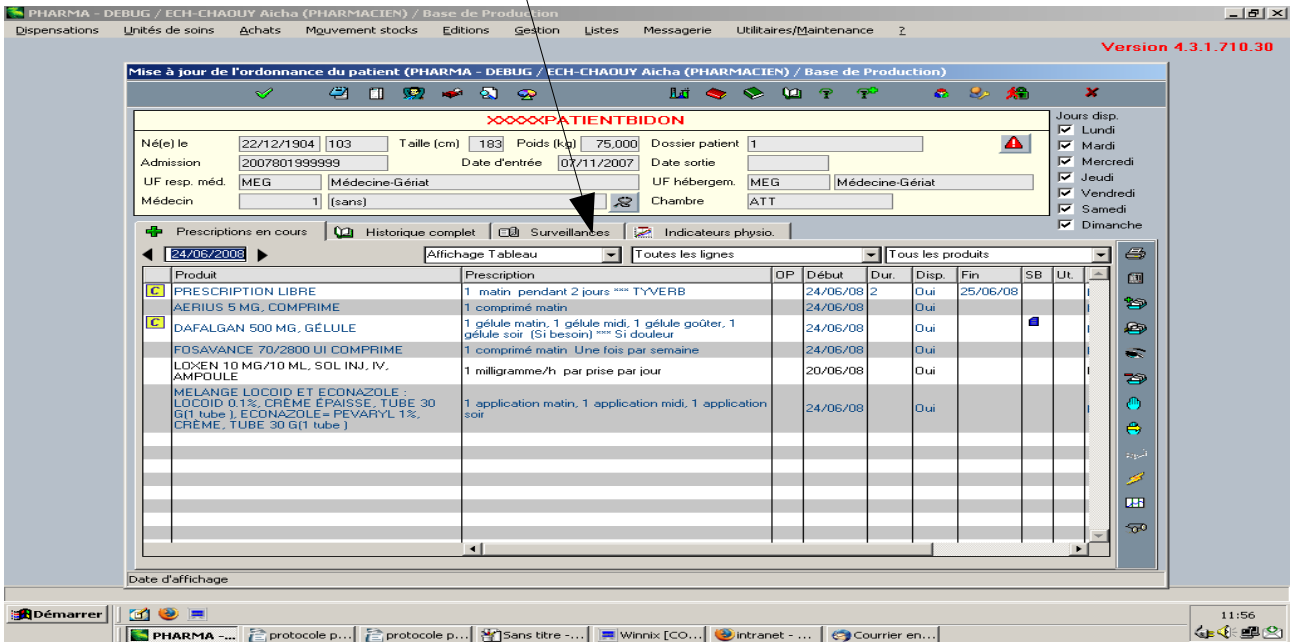 PHARMA - DEBUG / ECH-CHAOUY Aicha (PHARMACIEN) / Base de Production
Dispensations Unités de soins Achats Mouvement stocks Editions Gestion Listes Messagerie Utilitaires/Maintenance ?
Version 4.3.1.710.30
Mise à jour de l'ordonnance du patient (PHARMA - DEBUG / ECH-CHAOUY Aicha (PHARMACIEN) / Base de Production)
XXXXXPATIENTBIDON
Jours disp.
Lundi
Mardi
Mercredi
Jeudi
Vendredi
Samedi
Dimanche
Né(e) le 22/12/1904 103 Taille (cm) 183 Poids (kg) 75,000 Dossier patient 1
Admission 2007801999999 Date d'entrée 07/11/2007 Date sortie
UF resp. méd. MEG Médecine-Gériat UF hébergem. MEG Médecine-Gériat
Médecin 1 (sans) Chambre ATT
Prescriptions en cours Historique complet Surveillances Indicateurs physio.
24/06/2008 Affichage Tableau Toutes les lignes Tous les produits
Produit Prescription OP Début Dur. Disp. Fin SB Ut.
C PRESCRIPTION LIBRE 1 matin pendant 2 jours *** TYVERB 24/06/08 2 Oui 25/06/08
AERIUS 5 MG, COMPRIME 1 comprimé matin 24/06/08 Oui
C DAFALGAN 500 MG, GÉLULE 1 gélule matin, 1 gélule midi, 1 gélule goûter, 1
gélule soir (Si besoin) *** Si douleur 24/06/08 Oui
FOSAVANCE 70/2800 UI COMPRIME 1 comprimé matin Une fois par semaine 24/06/08 Oui
LOXEN 10 MG/10 ML, SOL INJ, IV,
AMPOULE 1 milligramme/h par prise par jour 20/06/08 Oui
MELANGE LOCOID ET ECONAZOLE :
LOCOID 0.1%, CRÈME ÉPAISSE, TUBE 30
G(1 tube ), ECONAZOLE= PEVARYL 1%,
CRÈME, TUBE 30 G(1 tube ) 1 application matin, 1 application midi, 1 application
soir 24/06/08 Oui
Date d'affichage
Démarrer 11:56
PHARMA -... protocole p... protocole p... Sans titre -... Winnix [CO... intranet - ... Courrier en...